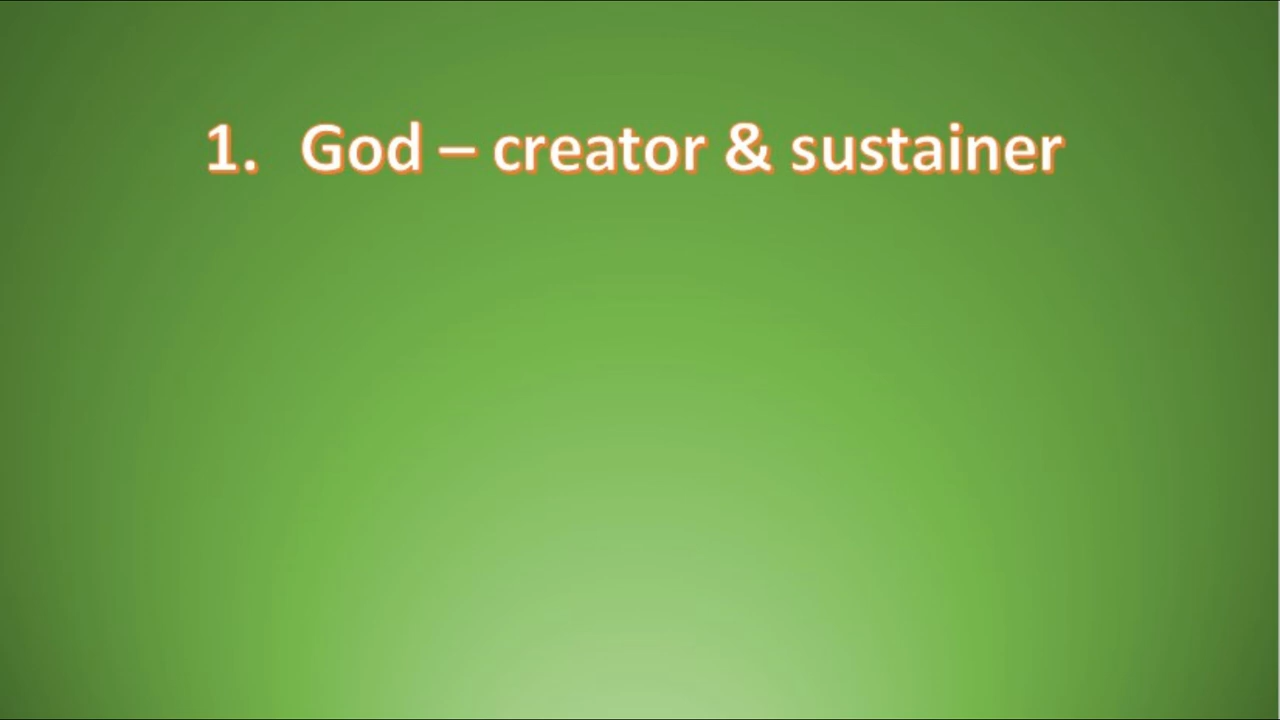 1. God – creator & sustainer